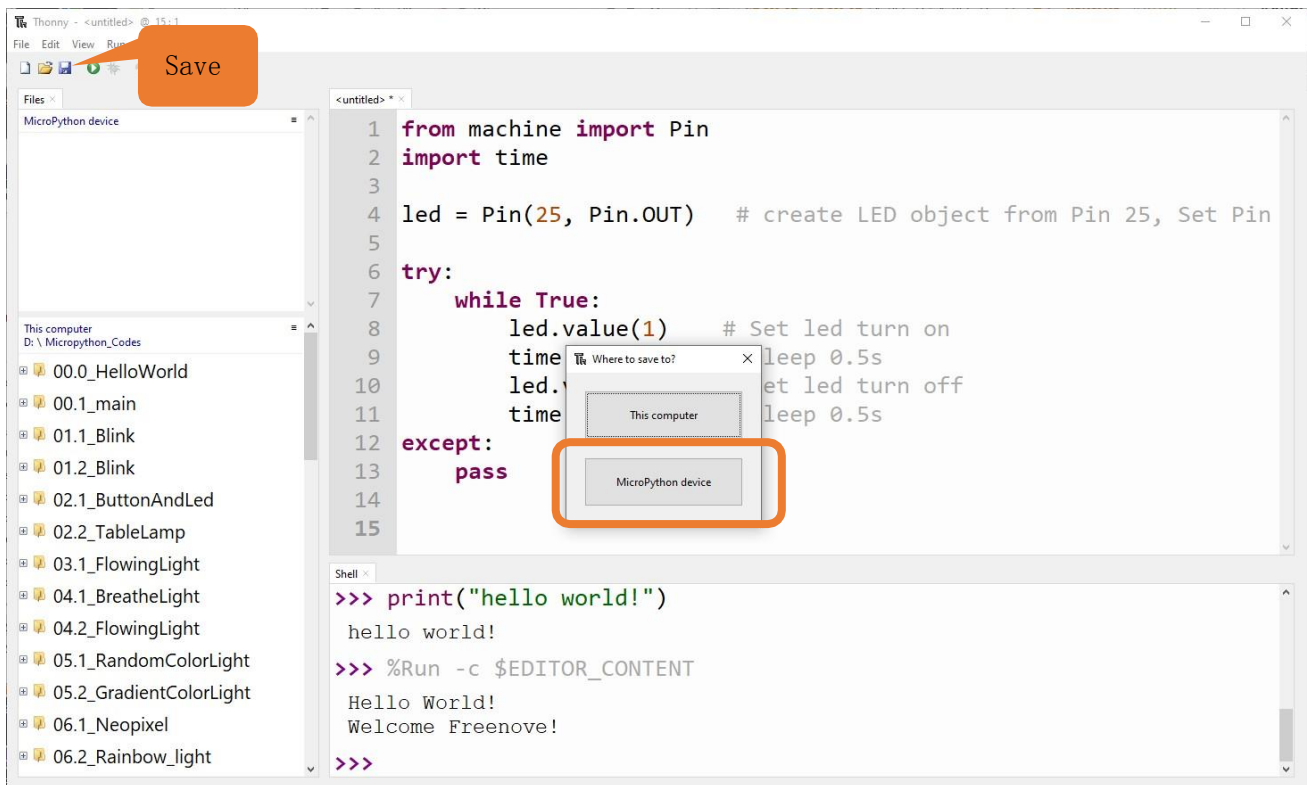 Thonny - <untitled> @ 15:1
File Edit View Run
Save
Files
MicroPython device
This computer
D: \ Micropython_Codes
00.0_HelloWorld
00.1_main
01.1_Blink
01.2_Blink
02.1_ButtonAndLed
02.2_TableLamp
03.1_FlowingLight
04.1_BreatheLight
04.2_FlowingLight
05.1_RandomColorLight
05.2_GradientColorLight
06.1_Neopixel
06.2_Rainbow_light
<untitled> *
1 from machine import Pin
2 import time
3
4 led = Pin(25, Pin.OUT) # create LED object from Pin 25, Set Pin
5
6 try:
7 while True:
8 led.value(1) # Set led turn on
9 time leep 0.5s
10 led. et led turn off
11 time leep 0.5s
12 except:
13 pass
14
15
Where to save to?
This computer
MicroPython device
Shell
>>> print("hello world!")
hello world!
>>> %Run -c $EDITOR_CONTENT
Hello World!
Welcome Freenove!
>>>